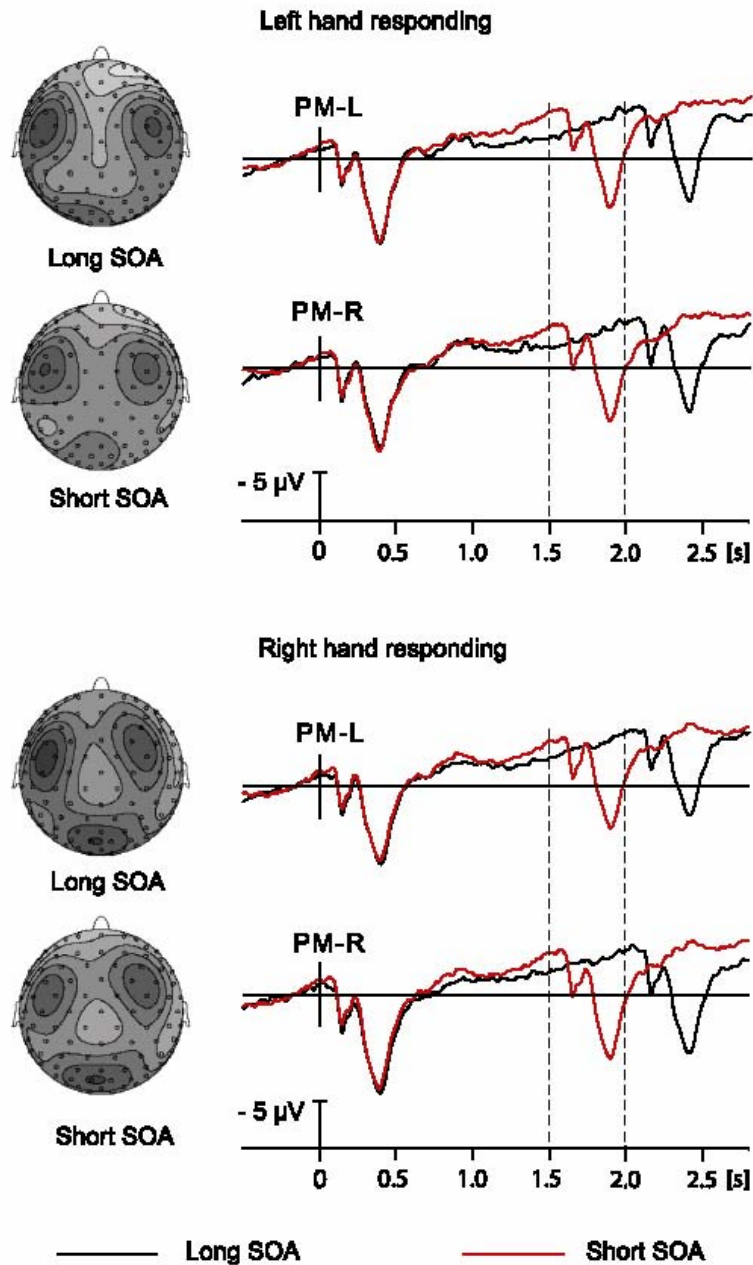 Left hand responding
PM-L
Long SOA
PM-R
Short SOA
- 5 µV
0 0.5 1.0 1.5 2.0 2.5 [s]
Right hand responding
PM-L
Long SOA
PM-R
Short SOA
- 5 µV
0 0.5 1.0 1.5 2.0 2.5 [s]
Long SOA Short SOA